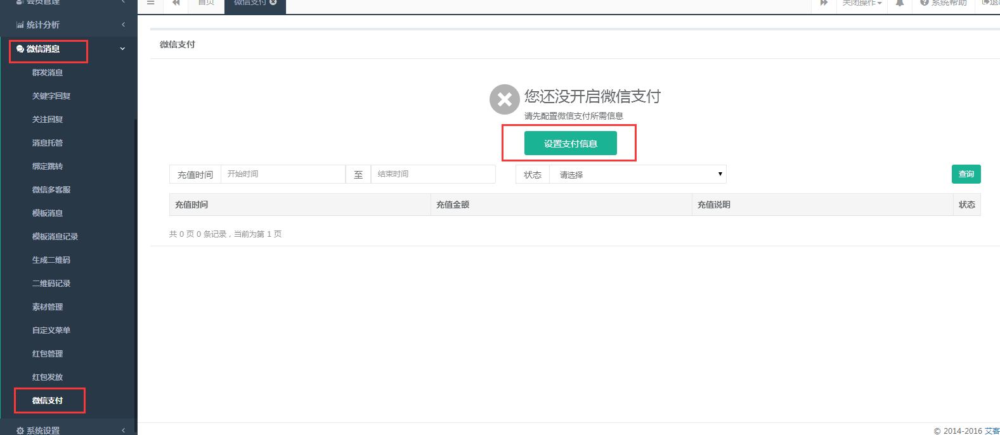 会员管理
统计分析
微信消息
群发消息
关键字回复
关注回复
消息托管
绑定跳转
微信多客服
模板消息
模板消息记录
生成二维码
二维码记录
素材管理
自定义菜单
红包管理
红包发放
微信支付
系统设置
首页 微信支付 关闭操作 系统帮助 退
微信支付
您还没开启微信支付
请先配置微信支付所需信息
设置支付信息
充值时间 开始时间 至 结束时间 状态 请选择 查询
充值时间 充值金额 充值说明 状态
共 0 页 0 条记录，当前为第 1 页
© 2014-2016 艾客